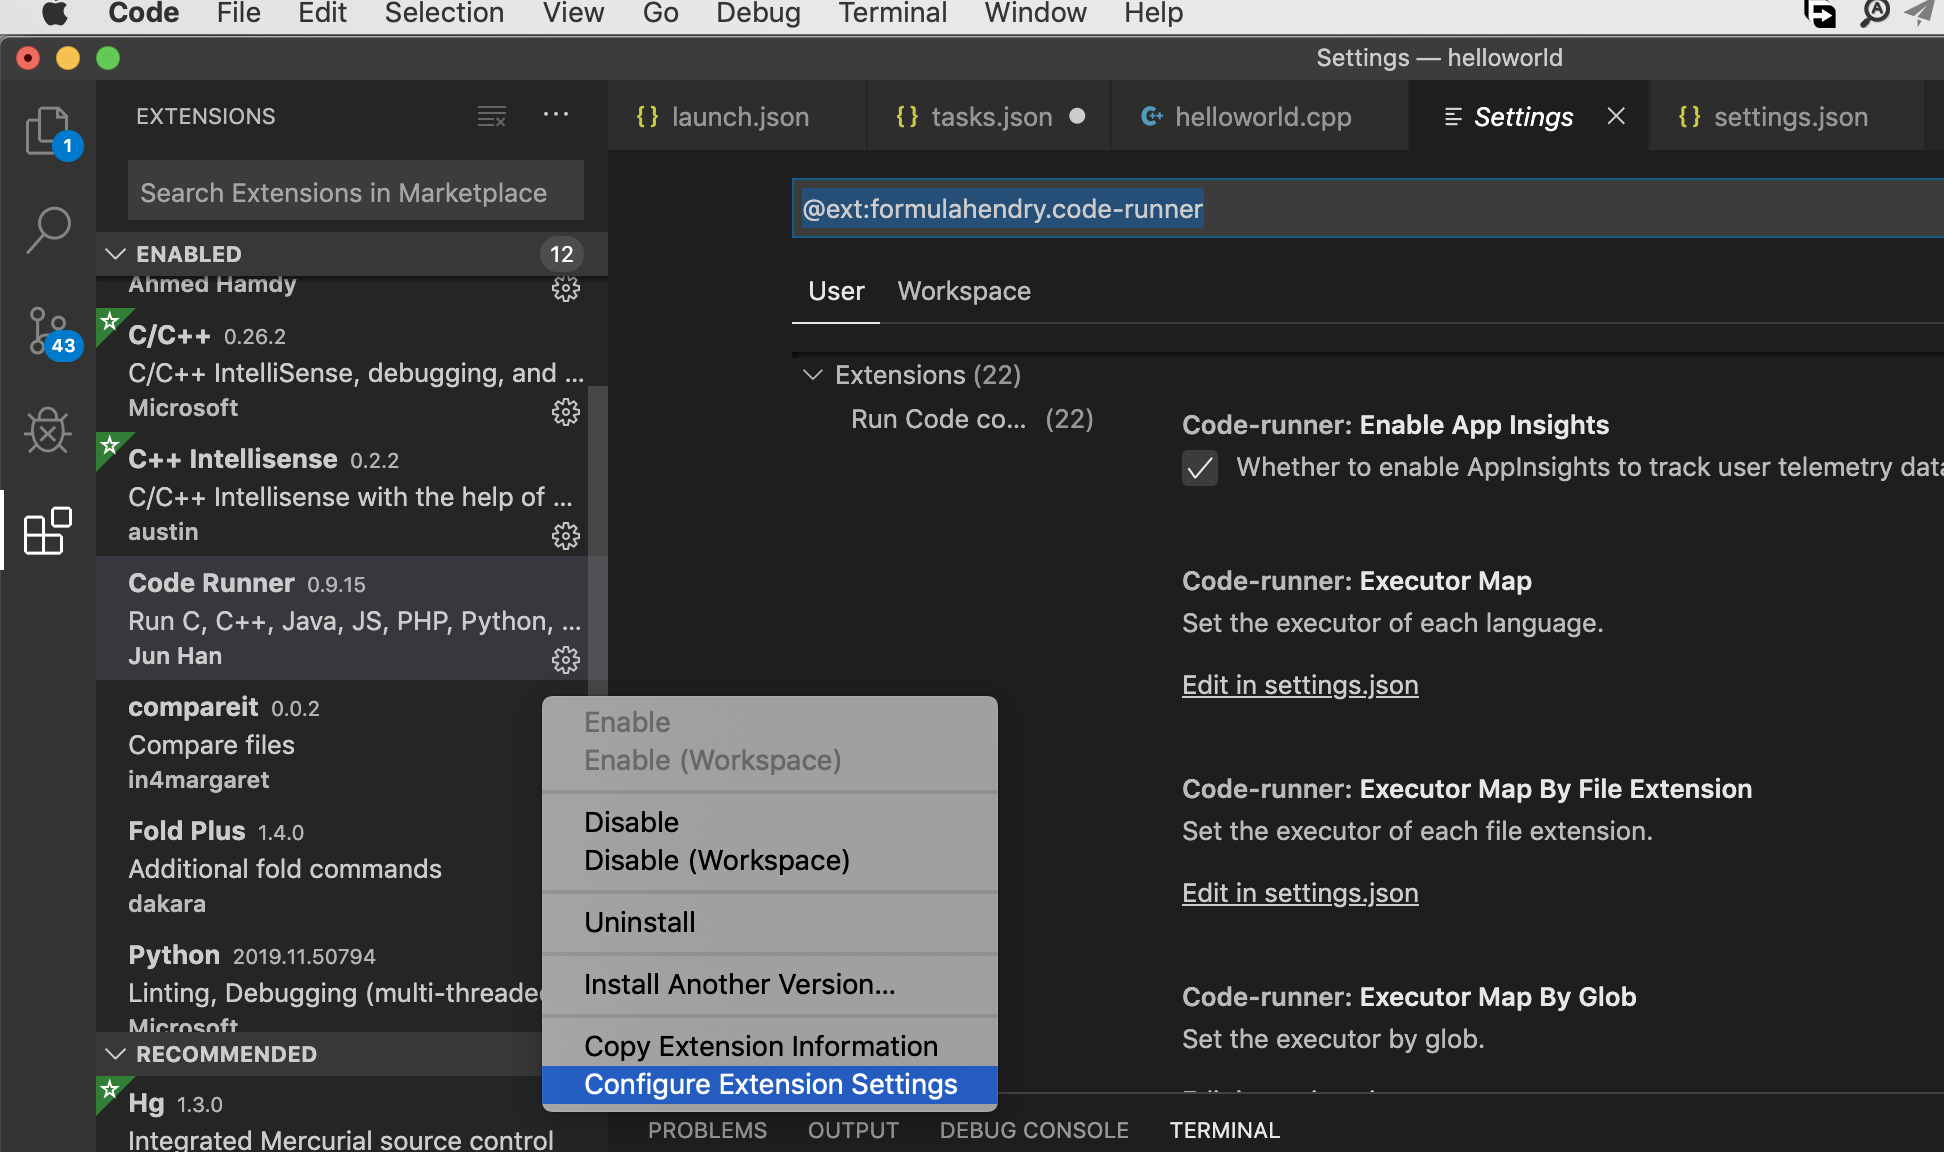 Code File Edit Selection View Go Debug Terminal Window Help
Settings — helloworld
EXTENSIONS
launch.json
tasks.json
helloworld.cpp
Settings
settings.json
1
Search Extensions in Marketplace
@ext:formulahendry.code-runner
ENABLED 12
Ahmed Hamdy
User Workspace
C/C++ 0.26.2
C/C++ IntelliSense, debugging, and ...
Microsoft
43
Extensions (22)
Run Code co... (22)
C++ Intellisense 0.2.2
C/C++ Intellisense with the help of ...
austin
Code-runner: Enable App Insights
Whether to enable AppInsights to track user telemetry
Code Runner 0.9.15
Run C, C++, Java, JS, PHP, Python, ...
Jun Han
Code-runner: Executor Map
Set the executor of each language.
Edit in settings.json
compareit 0.0.2
Compare files
in4margaret
Fold Plus 1.4.0
Additional fold commands
dakara
Python 2019.11.50794
Linting, Debugging (multi-threade
Microsoft
Enable
Enable (Workspace)
Disable
Disable (Workspace)
Uninstall
Install Another Version...
Copy Extension Information
Configure Extension Settings
Code-runner: Executor Map By File Extension
Set the executor of each file extension.
Edit in settings.json
Code-runner: Executor Map By Glob
Set the executor by glob.
RECOMMENDED
Hg 1.3.0
Integrated Mercurial source control
PROBLEMS OUTPUT DEBUG CONSOLE TERMINAL